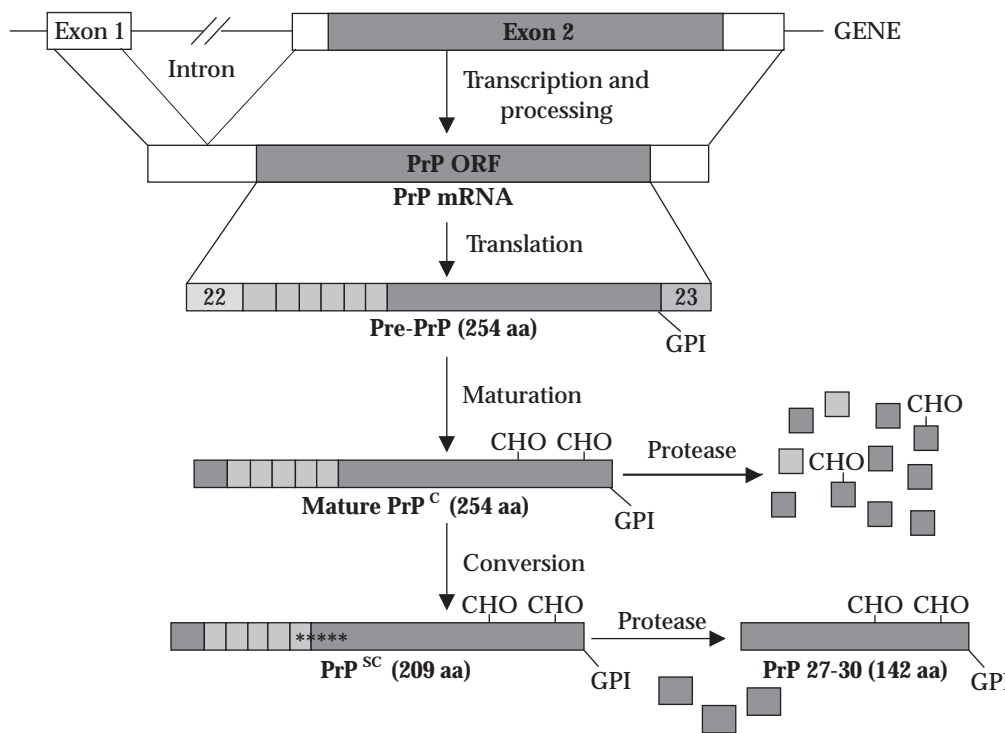 Exon 1
Exon 2
GENE
Intron
Transcription and
processing
PrP ORF
PrP mRNA
Translation
22
23
Pre-PrP (254 aa)
GPI
Maturation
CHO
CHO CHO
Protease
CHO
Mature PrP C (254 aa)
GPI
Conversion
CHO CHO
Protease
CHO CHO
*****
PrP SC (209 aa)
GPI
PrP 27-30 (142 aa)
GPI